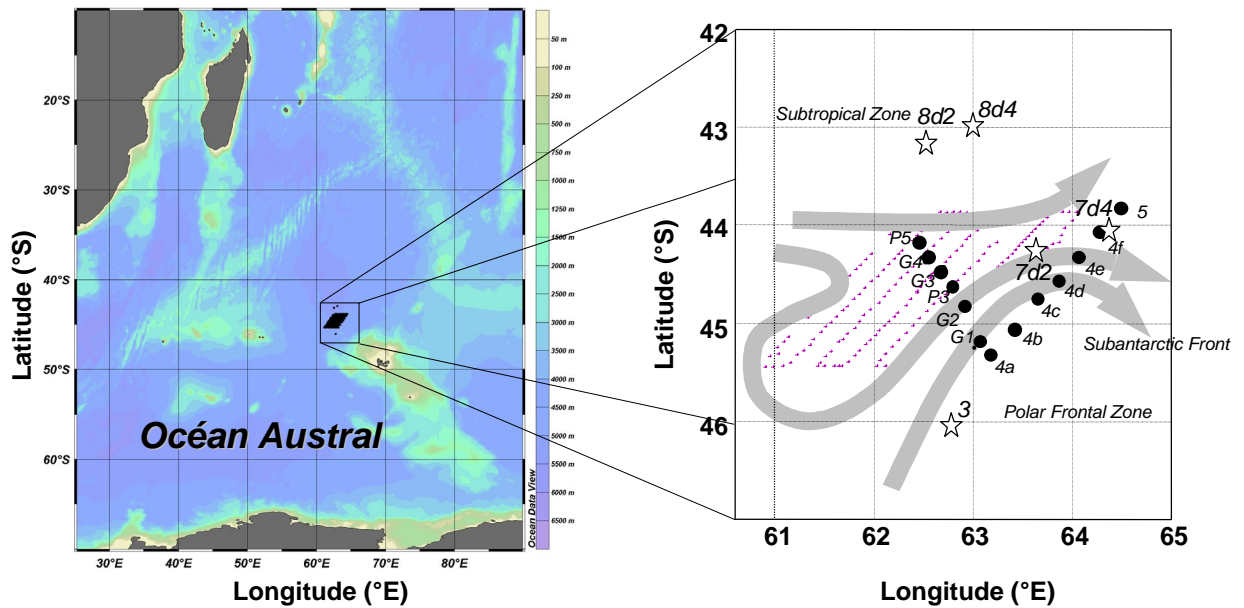 20°S
30°S
40°S
50°S
60°S
Latitude (°S)
Océan Austral
30°E
40°E
50°E
60°E
70°E
80°E
Longitude (°E)
50 m
100 m
250 m
500 m
750 m
1000 m
1250 m
1500 m
2000 m
2500 m
3000 m
3500 m
4000 m
4500 m
5000 m
5500 m
6000 m
6500 m
Ocean Data View
42
43
44
45
46
Latitude (°S)
Subtropical Zone
8d2
8d4
7d4
5
4f
P5
G4
7d2
4e
G3
P3
4d
G2
4c
4b
G1
4a
Subantarctic Front
3
Polar Frontal Zone
61
62
63
64
65
Longitude (°E)